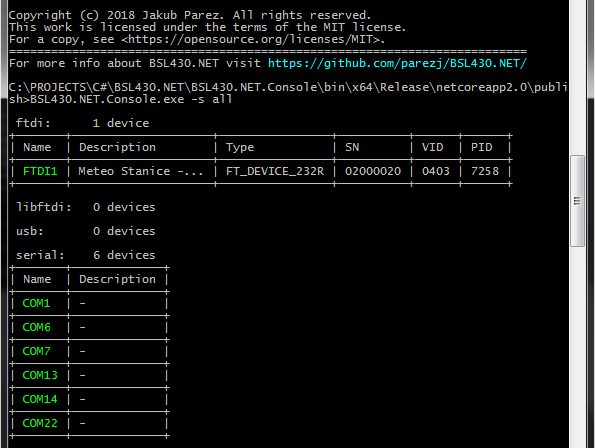 Copyright (c) 2018 Jakub Parez. All rights reserved.
This work is licensed under the terms of the MIT license.
For a copy, see <https://opensource.org/licenses/MIT>.
For more info about BSL430.NET visit https://github.com/parezj/BSL430.NET/
C:\PROJECTS\C#\BSL430.NET\BSL430.NET.Console\bin\x64\Release\netcoreapp2.0\publi
sh>BSL430.NET.Console.exe -s all
ftdi: 1 device
| Name | Description | Type | SN | VID | PID |
| FTDI1 | Meteo Stanice -... | FT_DEVICE_232R | 02000020 | 0403 | 7258 |
libftdi: 0 devices
usb: 0 devices
serial: 6 devices
| Name | Description |
| COM1 | - |
| COM6 | - |
| COM7 | - |
| COM13 | - |
| COM14 | - |
| COM22 | - |